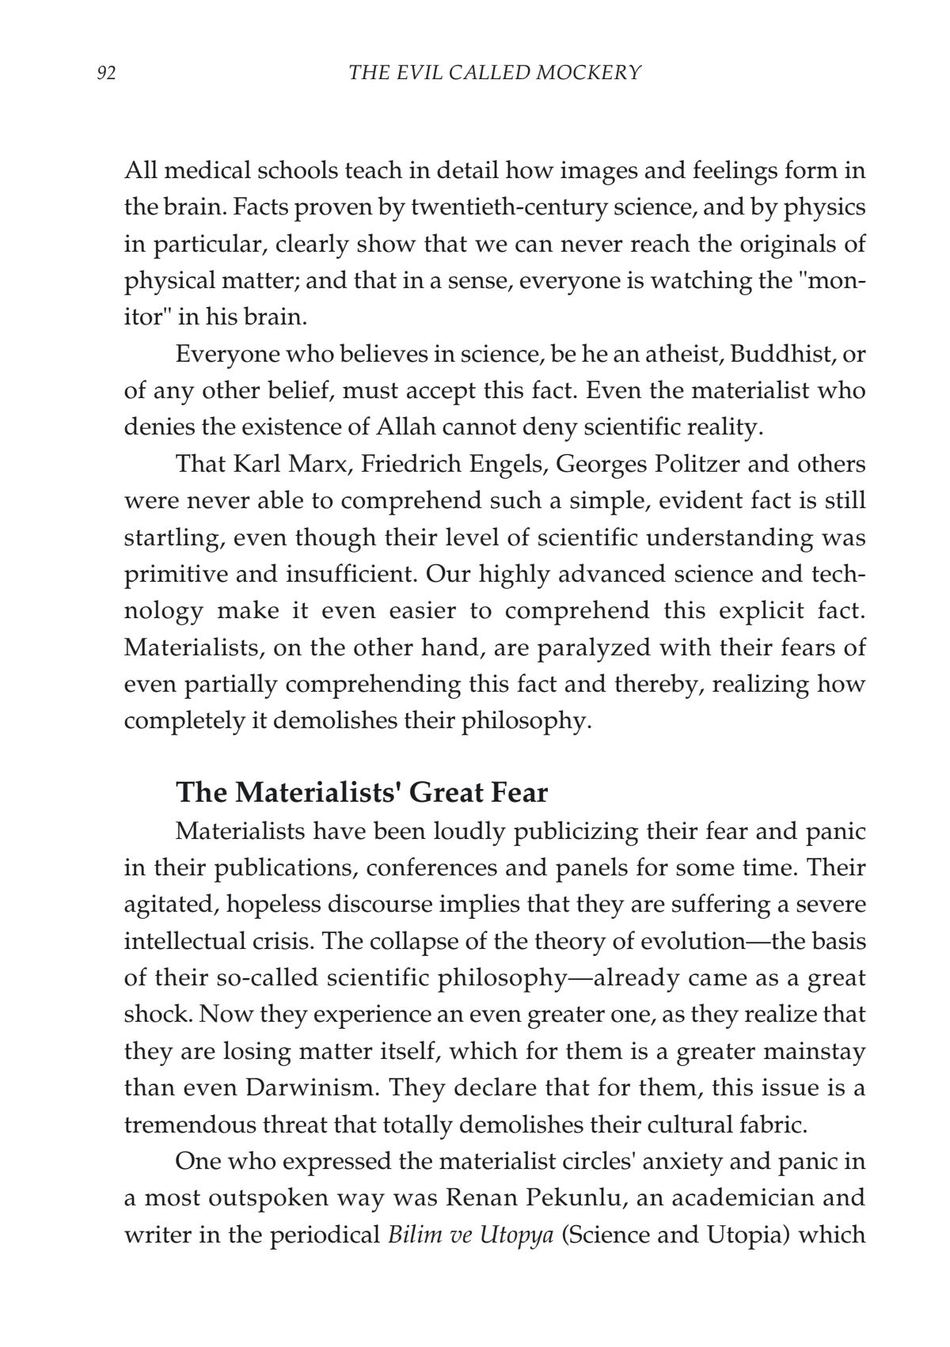 92
THE EVIL CALLED MOCKERY
All medical schools teach in detail how images and feelings form in
the brain. Facts proven by twentieth-century science, and by physics
in particular, clearly show that we can never reach the originals of
physical matter; and that in a sense, everyone is watching the "mon-
itor" in his brain.
Everyone who believes in science, be he an atheist, Buddhist, or
of any other belief, must accept this fact. Even the materialist who
denies the existence of Allah cannot deny scientific reality.
That Karl Marx, Friedrich Engels, Georges Politzer and others
were never able to comprehend such a simple, evident fact is still
startling, even though their level of scientific understanding was
primitive and insufficient. Our highly advanced science and tech-
nology make it even easier to comprehend this explicit fact.
Materialists, on the other hand, are paralyzed with their fears of
even partially comprehending this fact and thereby, realizing how
completely it demolishes their philosophy.
The Materialists' Great Fear
Materialists have been loudly publicizing their fear and panic
in their publications, conferences and panels for some time. Their
agitated, hopeless discourse implies that they are suffering a severe
intellectual crisis. The collapse of the theory of evolution—the basis
of their so-called scientific philosophy—already came as a great
shock. Now they experience an even greater one, as they realize that
they are losing matter itself, which for them is a greater mainstay
than even Darwinism. They declare that for them, this issue is a
tremendous threat that totally demolishes their cultural fabric.
One who expressed the materialist circles' anxiety and panic in
a most outspoken way was Renan Pekunlu, an academician and
writer in the periodical Bilim ve Utopya (Science and Utopia) which